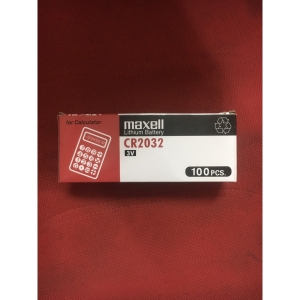 for Calculator
maxell
Lithium Battery
CR2032
3V
100 PCS.